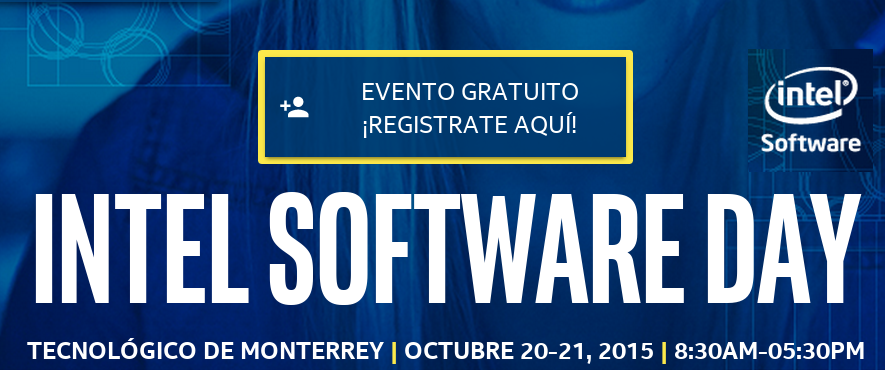 EVENTO GRATUITO
¡REGISTRATE AQUÍ!
intel®
Software
INTEL SOFTWARE DAY
TECNOLÓGICO DE MONTERREY | OCTUBRE 20-21, 2015 | 8:30AM-05:30PM